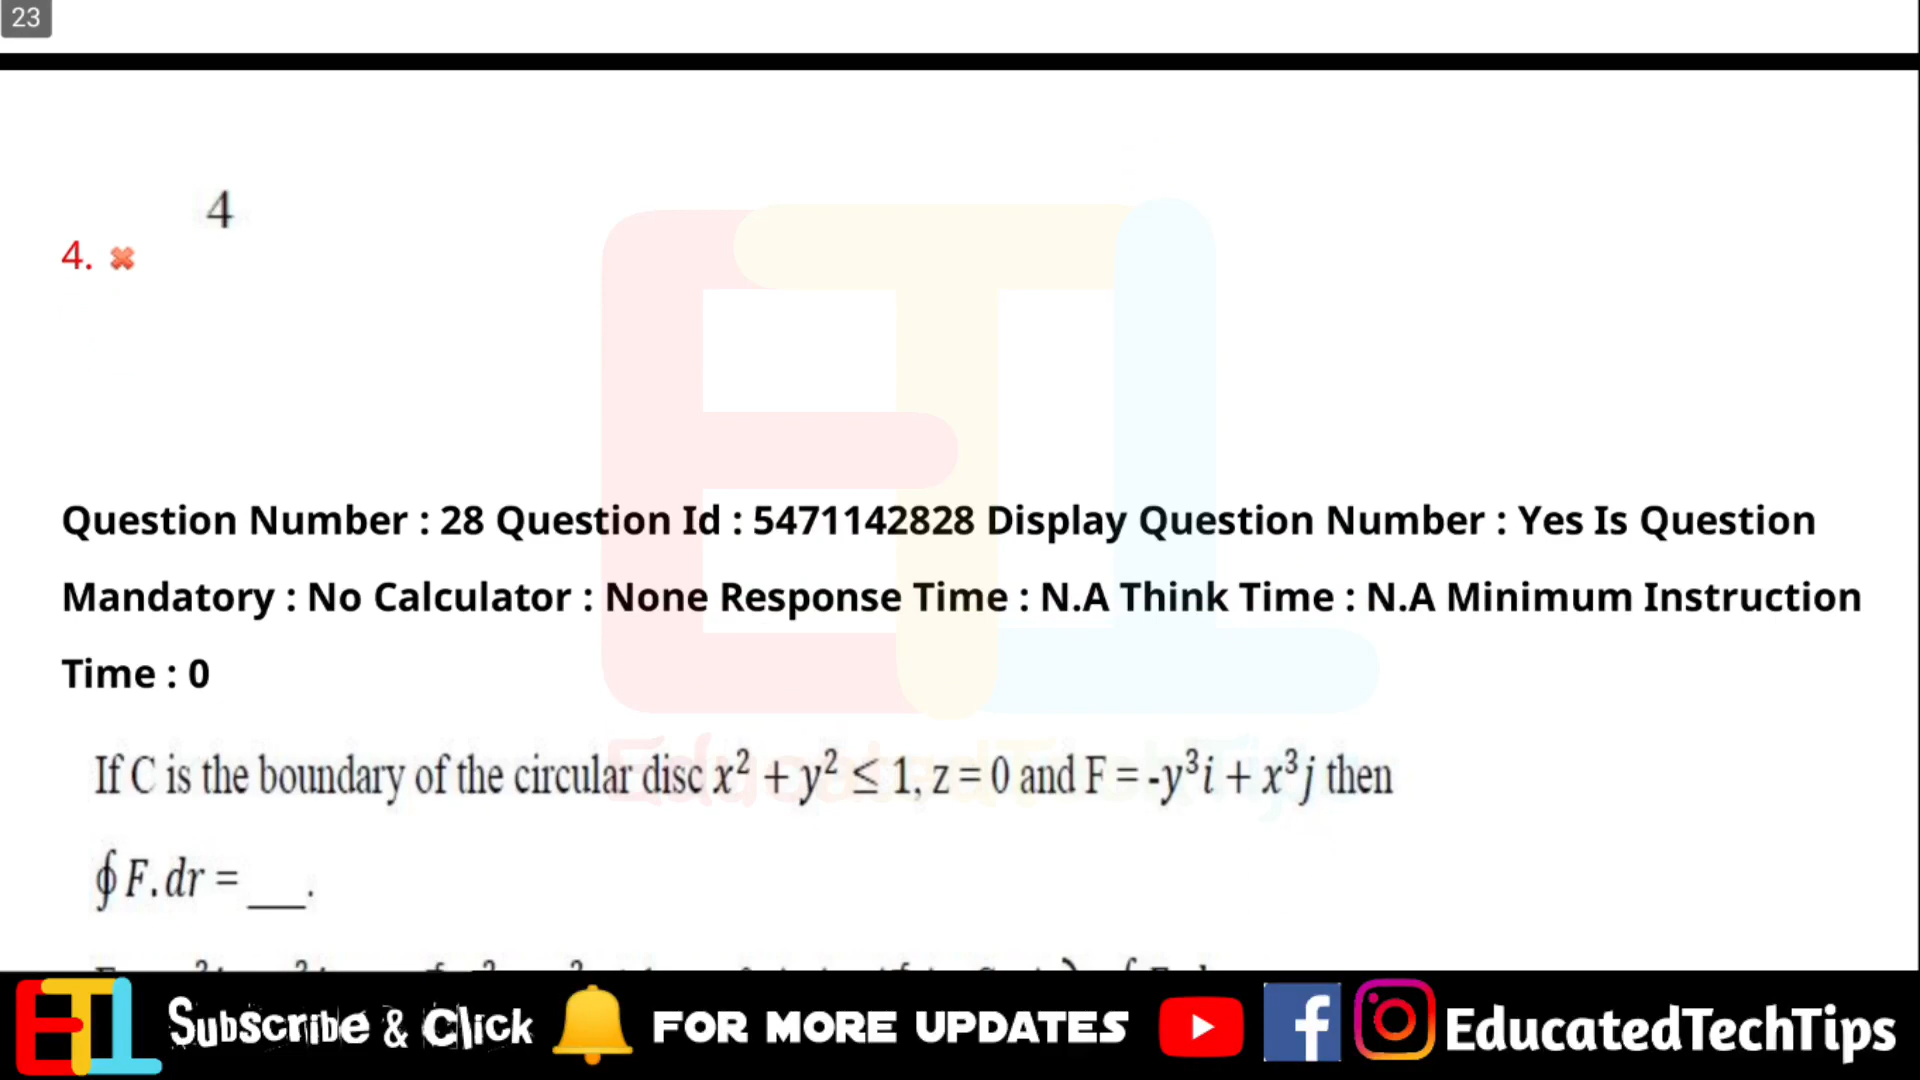 23
4
4.
Question Number : 28 Question Id : 5471142828 Display Question Number : Yes Is Question
Mandatory : No Calculator : None Response Time : N.A Think Time : N.A Minimum Instruction
Time : 0
If C is the boundary of the circular disc x² + y² ≤ 1, z = 0 and F = -y³i + x³j then
∮ F.dr = ___.
ETL Subscribe & Click FOR MORE UPDATES EducatedTechTips